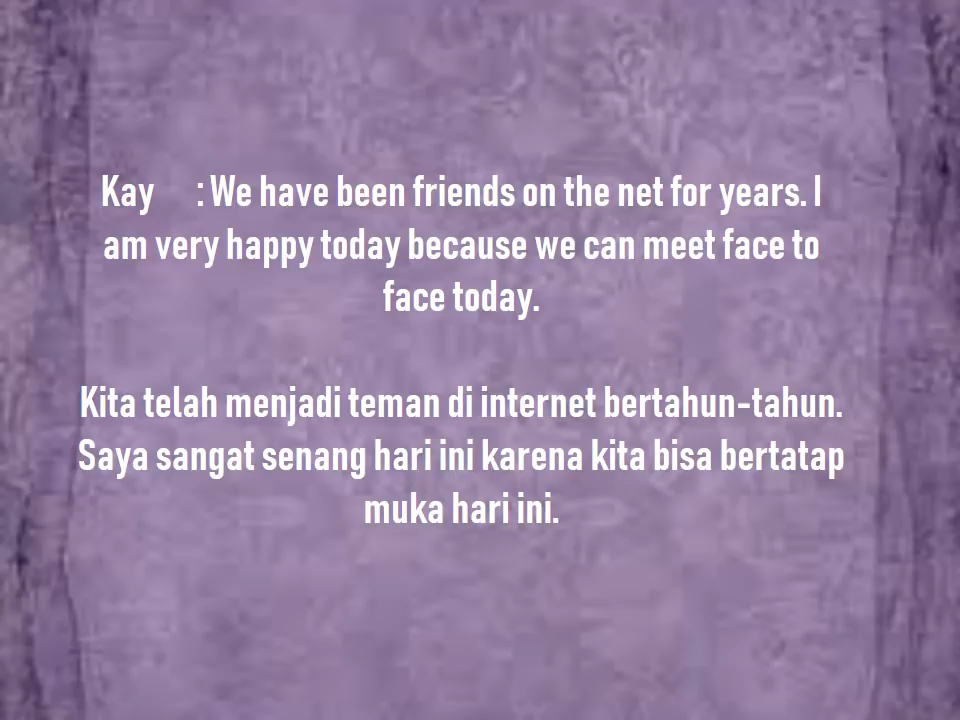 Kay : We have been friends on the net for years. I
am very happy today because we can meet face to
face today.
Kita telah menjadi teman di internet bertahun-tahun.
Saya sangat senang hari ini karena kita bisa bertatap
muka hari ini.